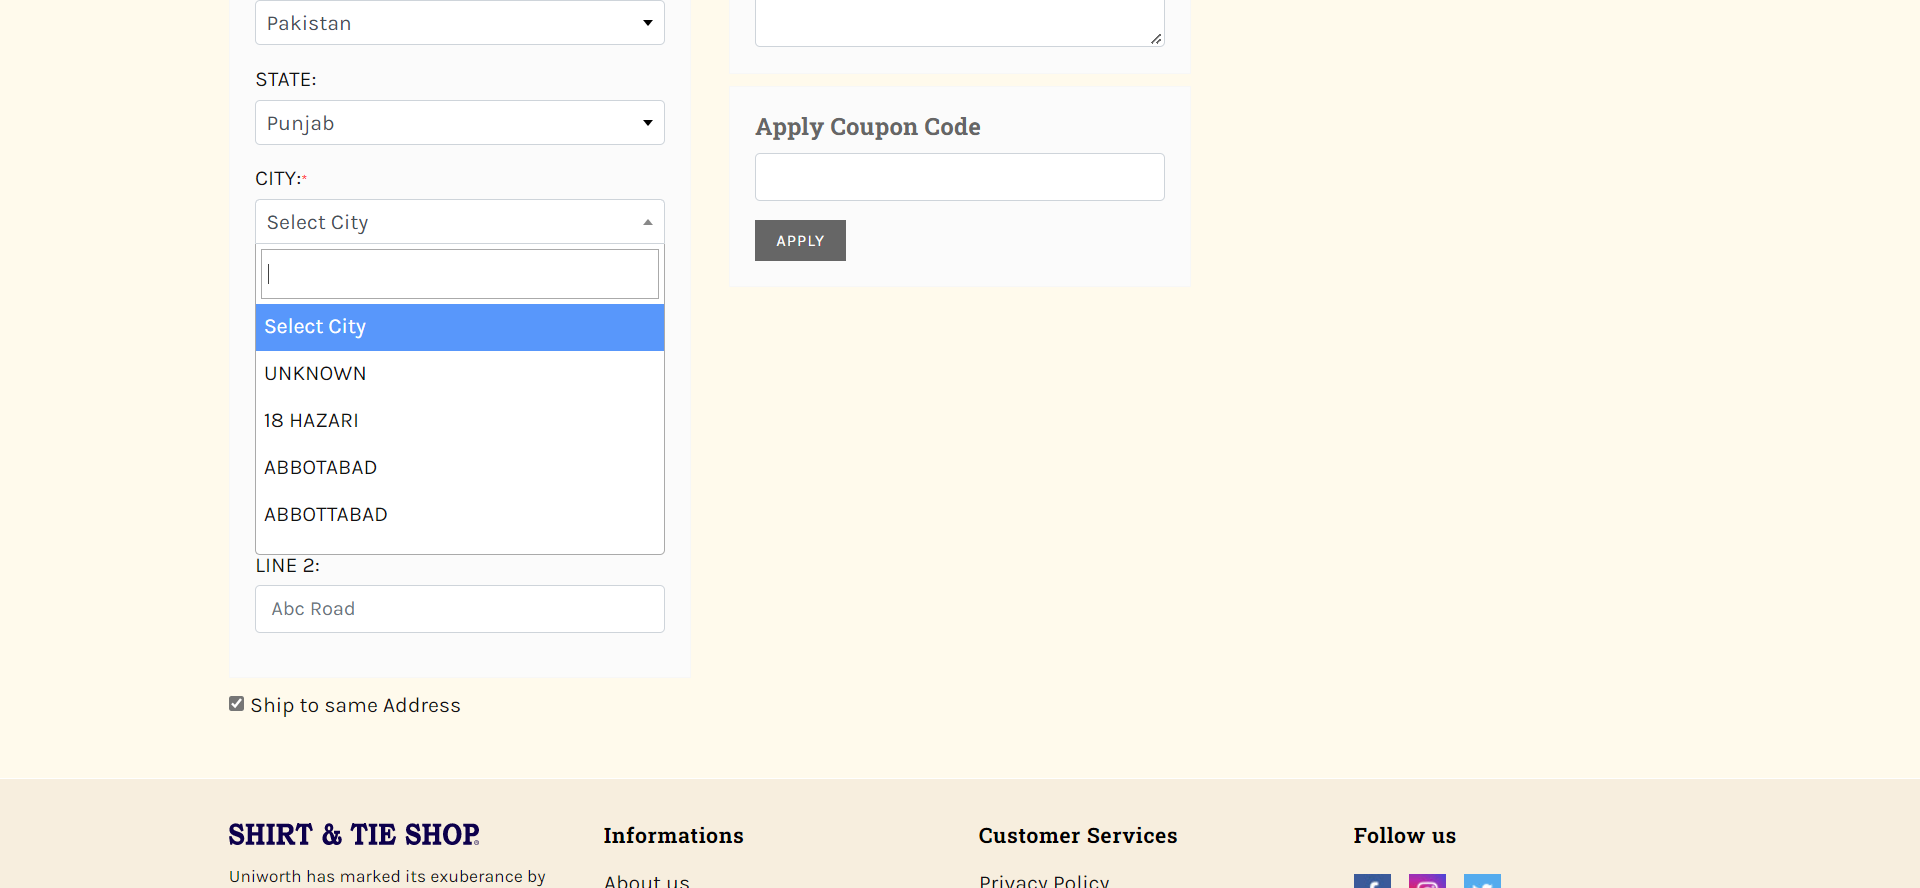 Pakistan
STATE:
Punjab
CITY:*
Select City
Select City
UNKNOWN
18 HAZARI
ABBOTABAD
ABBOTTABAD
LINE 2:
Abc Road
Ship to same Address
Apply Coupon Code
APPLY
SHIRT & TIE SHOP
Uniworth has marked its exuberance by
Informations
About us
Customer Services
Privacy Policy
Follow us